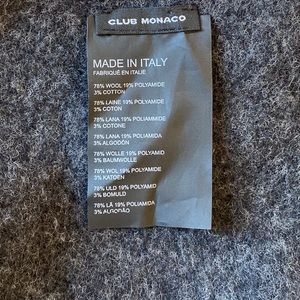 CLUB MONACO
MADE IN ITALY
FABRIQUÉ EN ITALIE
78% WOOL 19% POLYAMIDE
3% COTTON
78% LAINE 19% POLYAMIDE
3% COTON
78% LANA 19% POLIAMMIDE
3% COTONE
78% LANA 19% POLIAMIDA
3% ALGODÓN
78% WOLLE 19% POLYAMID
3% BAUMWOLLE
78% WOL 19% POLYAMIDE
3% KATOEN
78% ULD 19% POLYAMID
3% BOMULD
78% LÃ 19% POLIAMIDA
3% ALGODÃO